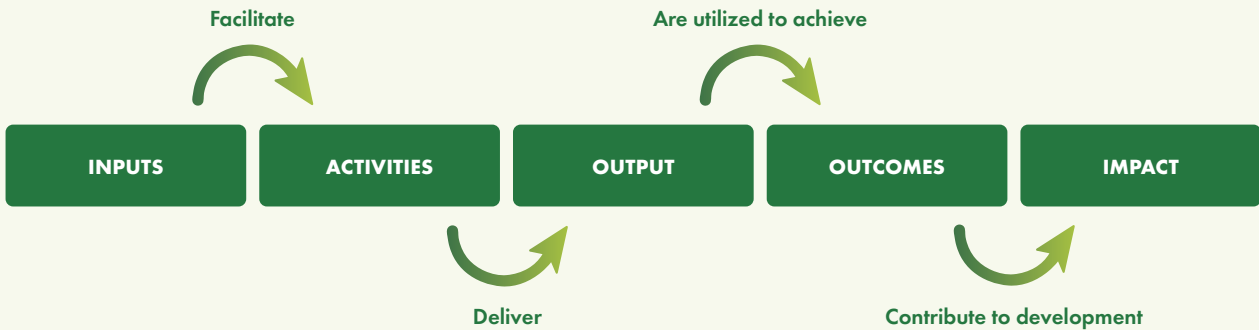 Facilitate
Are utilized to achieve
INPUTS
ACTIVITIES
OUTPUT
OUTCOMES
IMPACT
Deliver
Contribute to development